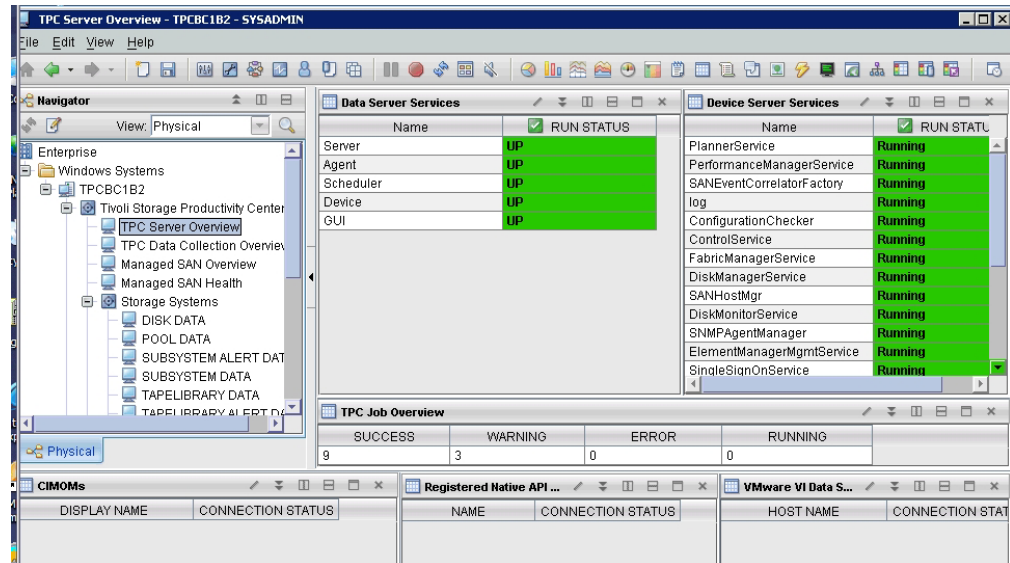 TPC Server Overview - TPCBC1B2 - SYSADMIN
File Edit View Help
Navigator
View: Physical
Enterprise
Windows Systems
TPCBC1B2
Tivoli Storage Productivity Center
TPC Server Overview
TPC Data Collection Overview
Managed SAN Overview
Managed SAN Health
Storage Systems
DISK DATA
POOL DATA
SUBSYSTEM ALERT DAT
SUBSYSTEM DATA
TAPELIBRARY DATA
TAPELIBRARY ALERT DA
Physical
Data Server Services
Name RUN STATUS
Server UP
Agent UP
Scheduler UP
Device UP
GUI UP
Device Server Services
Name RUN STATU
PlannerService Running
PerformanceManagerService Running
SANEventCorrelatorFactory Running
log Running
ConfigurationChecker Running
ControlService Running
FabricManagerService Running
DiskManagerService Running
SANHostMgr Running
DiskMonitorService Running
SNMPAgentManager Running
ElementManagerMgmtService Running
SingleSignOnService Running
TPC Job Overview
SUCCESS WARNING ERROR RUNNING
9 3 0 0
CIMOMs
DISPLAY NAME CONNECTION STATUS
Registered Native API ...
NAME CONNECTION STATUS
VMware VI Data S...
HOST NAME CONNECTION STAT